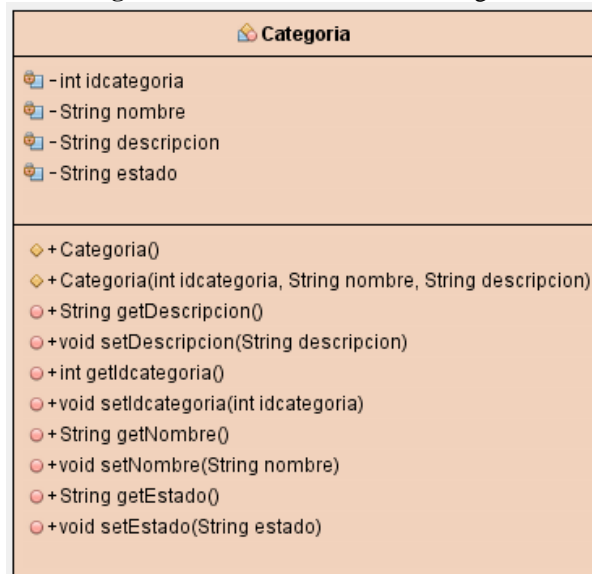 Categoria
-int idcategoria
-String nombre
-String descripcion
-String estado
+Categoria()
+Categoria(int idcategoria, String nombre, String descripcion)
+String getDescripcion()
+void setDescripcion(String descripcion)
+int getIdcategoria()
+void setIdcategoria(int idcategoria)
+String getNombre()
+void setNombre(String nombre)
+String getEstado()
+void setEstado(String estado)